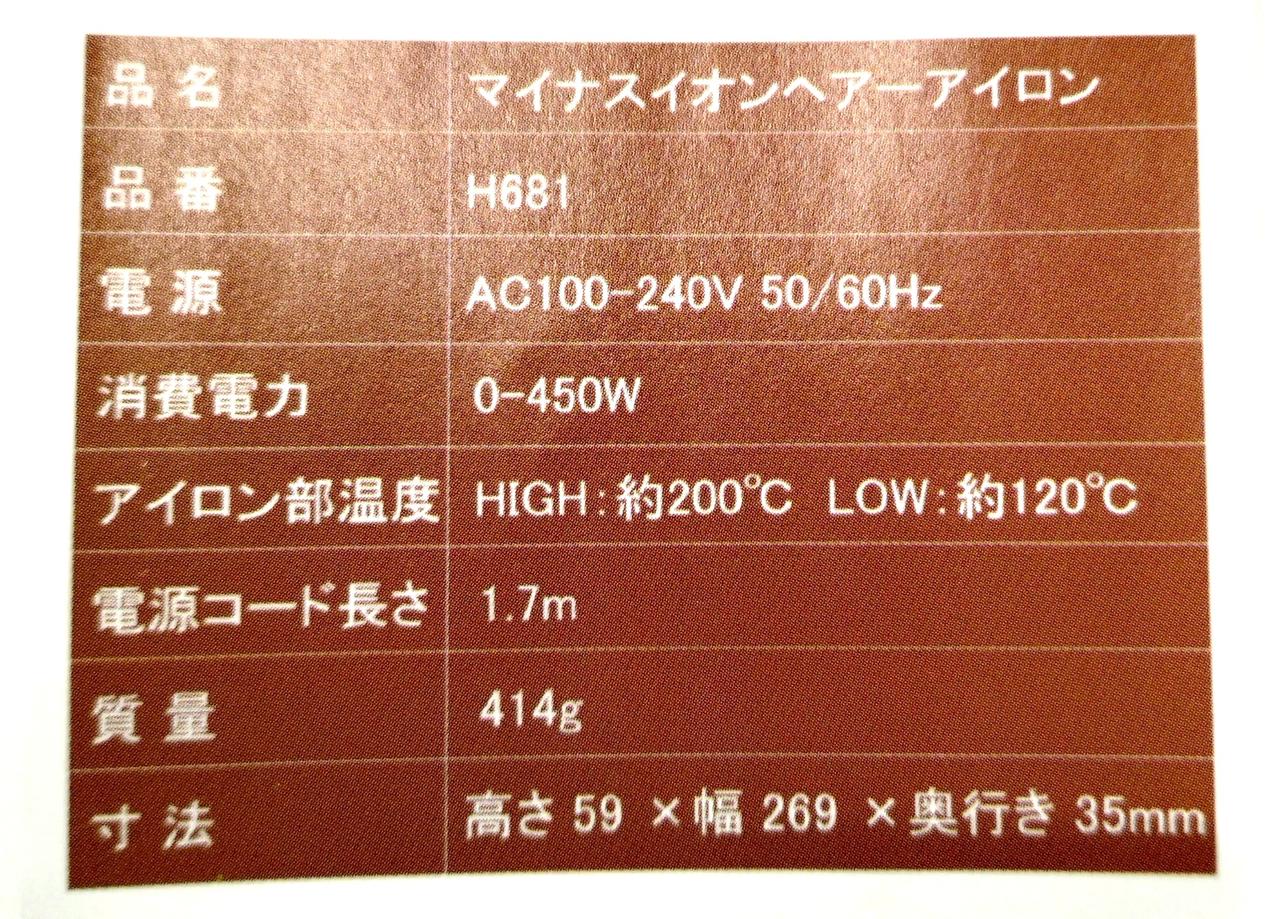 品 名 マイナスイオンヘアーアイロン
品 番 H681
電 源 AC100-240V 50/60Hz
消費電力 0-450W
アイロン部温度 HIGH:約200℃ LOW:約120℃
電源コード長さ 1.7m
質 量 414g
寸 法 高さ 59 ×幅 269 ×奥行き 35mm